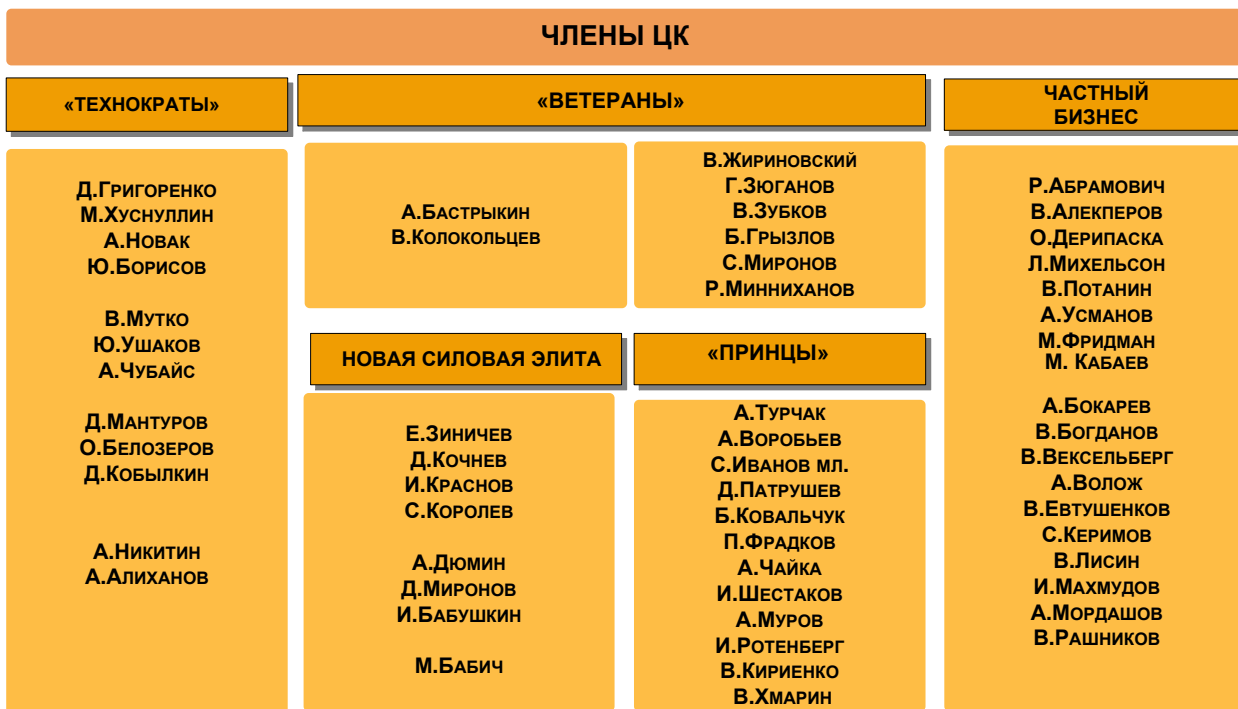 ЧЛЕНЫ ЦК
«ТЕХНОКРАТЫ»
Д.ГРИГОРЕНКО
М.ХУСНУЛЛИН
А.НОВАК
Ю.БОРИСОВ
В.МУТКО
Ю.УШАКОВ
А.ЧУБАЙС
Д.МАНТУРОВ
О.БЕЛОЗЕРОВ
Д.КОБЫЛКИН
А.НИКИТИН
А.АЛИХАНОВ
«ВЕТЕРАНЫ»
А.БАСТРЫКИН
В.КОЛОКОЛЬЦЕВ
В.ЖИРИНОВСКИЙ
Г.ЗЮГАНОВ
В.ЗУБКОВ
Б.ГРЫЗЛОВ
С.МИРОНОВ
Р.МИННИХАНОВ
НОВАЯ СИЛОВАЯ ЭЛИТА
Е.ЗИНИЧЕВ
Д.КОЧНЕВ
И.КРАСНОВ
С.КОРОЛЕВ
А.ДЮМИН
Д.МИРОНОВ
И.БАБУШКИН
М.БАБИЧ
«ПРИНЦЫ»
А.ТУРЧАК
А.ВОРОБЬЕВ
С.ИВАНОВ МЛ.
Д.ПАТРУШЕВ
Б.КОВАЛЬЧУК
П.ФРАДКОВ
А.ЧАЙКА
И.ШЕСТАКОВ
А.МУРОВ
И.РОТЕНБЕРГ
В.КИРИЕНКО
В.ХМАРИН
ЧАСТНЫЙ
БИЗНЕС
Р.АБРАМОВИЧ
В.АЛЕКПЕРОВ
О.ДЕРИПАСКА
Л.МИХЕЛЬСОН
В.ПОТАНИН
А.УСМАНОВ
М.ФРИДМАН
М. КАБАЕВ
А.БОКАРЕВ
В.БОГДАНОВ
В.ВЕКСЕЛЬБЕРГ
А.ВОЛОЖ
В.ЕВТУШЕНКОВ
С.КЕРИМОВ
В.ЛИСИН
И.МАХМУДОВ
А.МОРДАШОВ
В.РАШНИКОВ